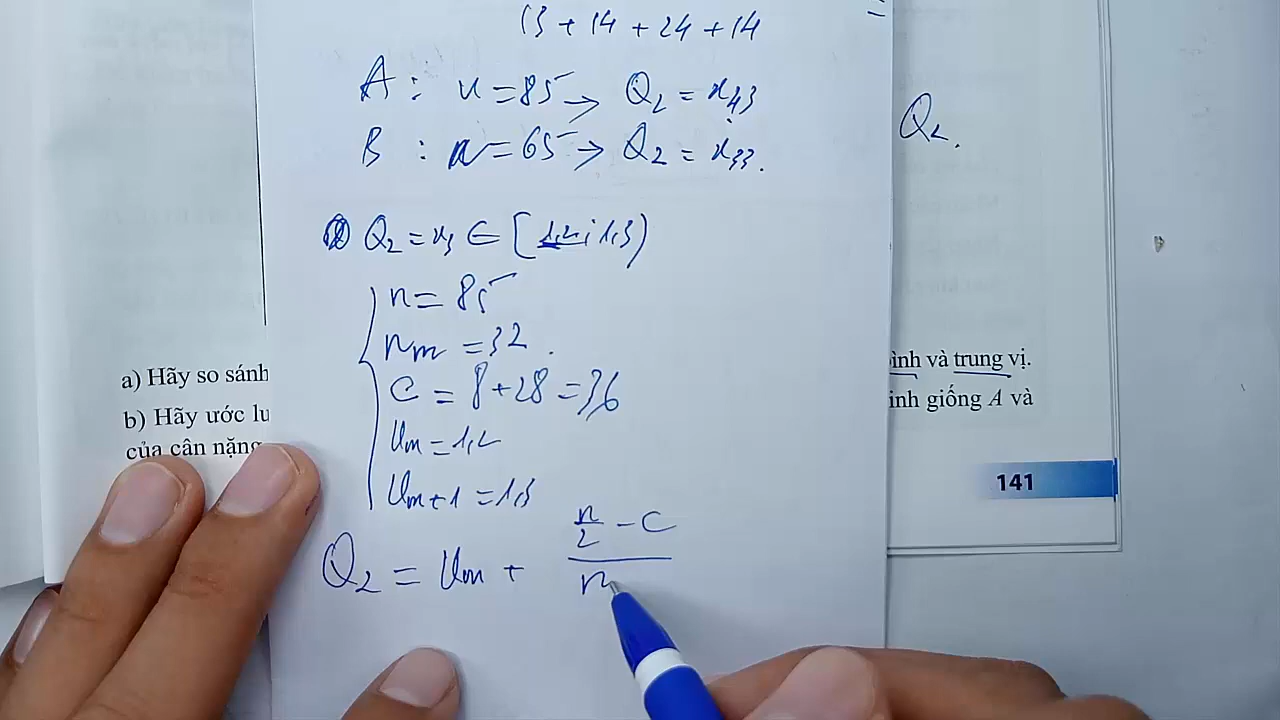 13 + 14 + 24 + 14
A : n = 85 → Q₂ = x₄₃
B : n = 65 → Q₂ = x₃₃.
Q₂.
Q₂ = x₃ ∈ [1,2; 1,3)
n = 85
nₘ = 32.
C = 8 + 28 = 36
Uₘ = 1,2
Uₘ₊₁ = 1,3
Q₂ = Uₘ + (n/2 - C)/n
a) Hãy so sánh
ình và trung vị.
b) Hãy ước lư
inh giống A và
của cân nặng
141